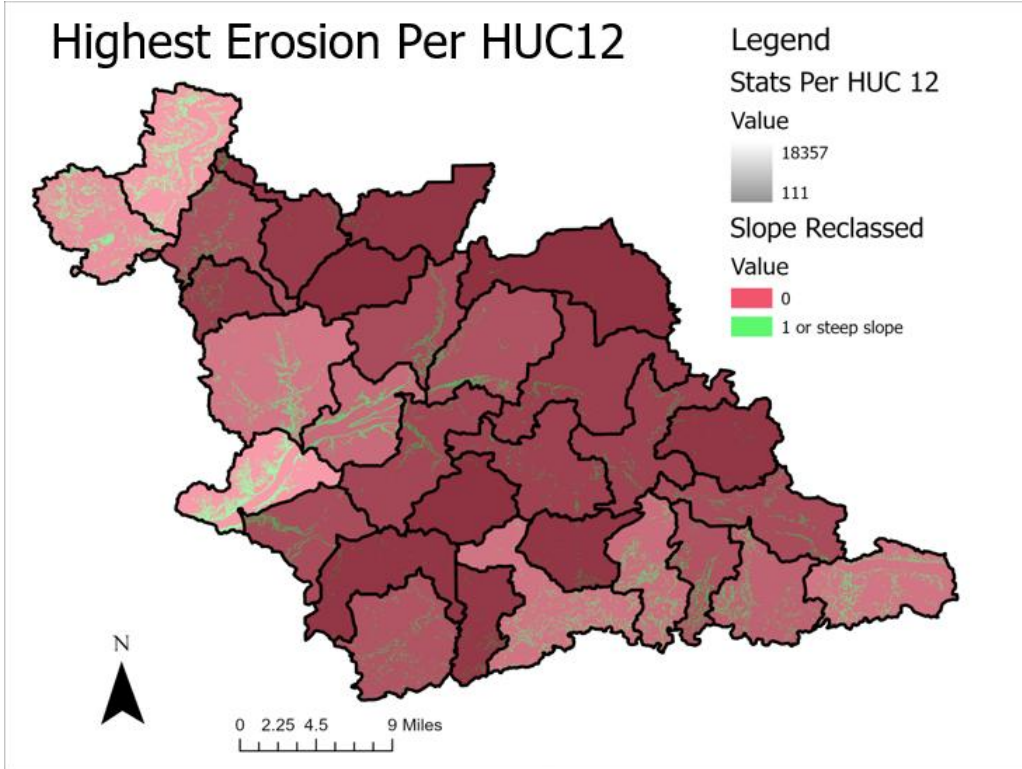 Highest Erosion Per HUC12
Legend
Stats Per HUC 12
Value
18357
111
Slope Reclassed
Value
0
1 or steep slope
N
0 2.25 4.5 9 Miles